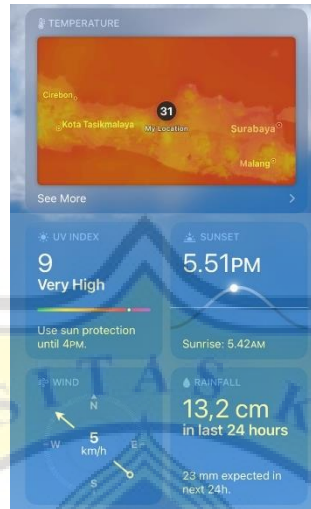 TEMPERATURE
Cirebon
31
Kota Tasikmalaya
My Location
Surabaya
Malang
See More
UV INDEX
9
Very High
Use sun protection
until 4PM.
SUNSET
5.51PM
Sunrise: 5.42AM
WIND
N
W
5
km/h
E
S
RAINFALL
13,2 cm
in last 24 hours
23 mm expected in
next 24h.
S I T A S K